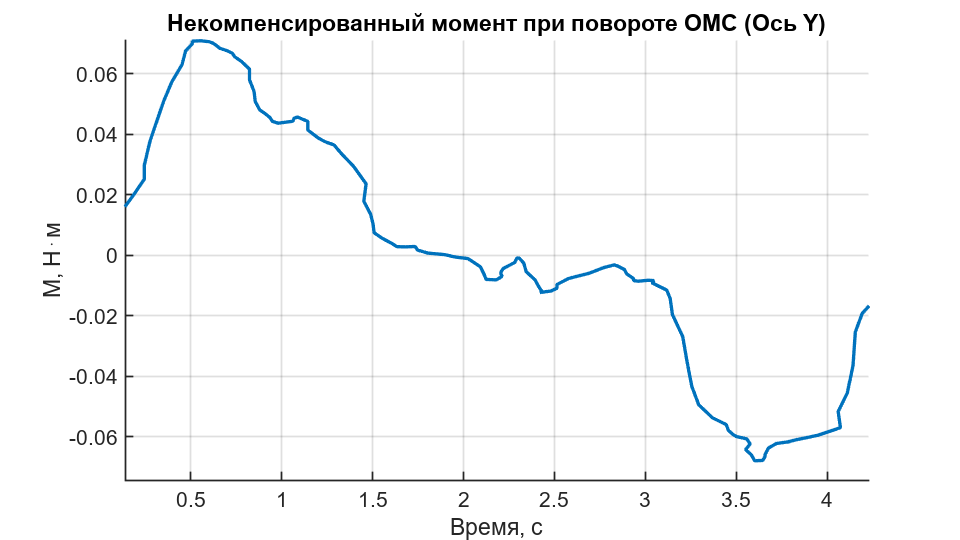 Некомпенсированный момент при повороте ОМС (Ось Y)
0.06
0.04
0.02
0
-0.02
-0.04
-0.06
М, Н·м
0.5 1 1.5 2 2.5 3 3.5 4
Время, с